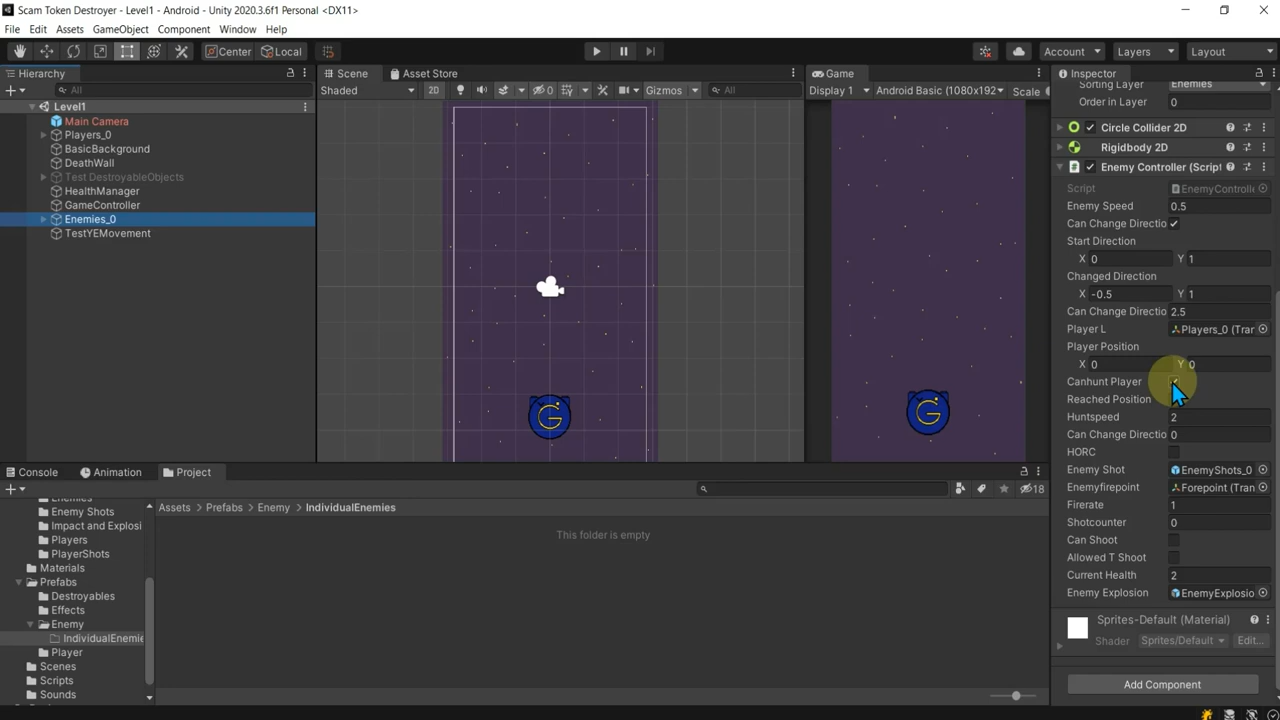 Scam Token Destroyer - Level1 - Android - Unity 2020.3.6f1 Personal <DX11>
File Edit Assets GameObject Component Window Help
Center Local Account Layers Layout
Hierarchy
All
Level1
Main Camera
Players_0
BasicBackground
DeathWall
Test DestroyableObjects
HealthManager
GameController
Enemies_0
TestYEMovement
Scene Asset Store
Shaded 2D 0 Gizmos All
G
Game
Display 1 Android Basic (1080x192 Scale
G
Inspector
Sorting Layer Enemies
Order in Layer 0
Circle Collider 2D
Rigidbody 2D
Enemy Controller (Script
Script EnemyControlle
Enemy Speed 0.5
Can Change Directio
Start Direction
X 0 Y 1
Changed Direction
X -0.5 Y 1
Can Change Directio 2.5
Player L Players_0 (Trar
Player Position
X 0 Y 0
Canhunt Player
Reached Position
Huntspeed 2
Can Change Directio 0
HORC
Enemy Shot EnemyShots_0
Enemyfirepoint Forepoint (Tran
Firerate 1
Shotcounter 0
Can Shoot
Allowed T Shoot
Current Health 2
Enemy Explosion EnemyExplosio
Sprites-Default (Material)
Shader Sprites/Default Edit...
Add Component
Console Animation Project
18
Enemies
Enemy Shots
Impact and Explosi
Players
PlayerShots
Materials
Prefabs
Destroyables
Effects
Enemy
IndividualEnemie
Player
Scenes
Scripts
Sounds
Assets Prefabs Enemy IndividualEnemies
This folder is empty